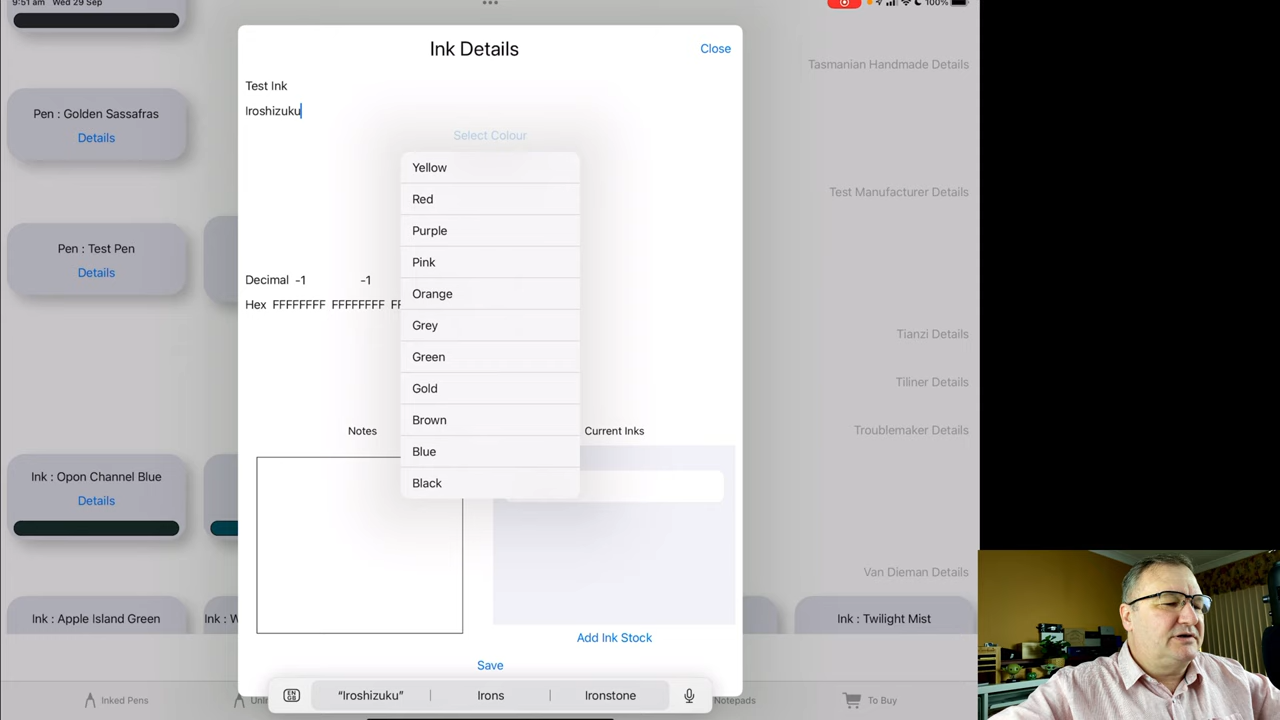 9:51 am Wed 29 Sep
100%
Ink Details
Close
Tasmanian Handmade Details
Test Ink
Iroshizuku
Pen : Golden Sassafras
Details
Select Colour
Yellow
Red
Purple
Pink
Orange
Grey
Green
Gold
Brown
Blue
Black
Test Manufacturer Details
Pen : Test Pen
Details
Decimal -1 -1
Hex FFFFFFFF FFFFFFFF
Tianzi Details
Tiliner Details
Notes
Current Inks
Troublemaker Details
Ink : Opon Channel Blue
Details
Van Dieman Details
Ink : Apple Island Green
Ink : Twilight Mist
Add Ink Stock
Save
EN
"Iroshizuku"
Irons
Ironstone
Inked Pens
Notepads
To Buy